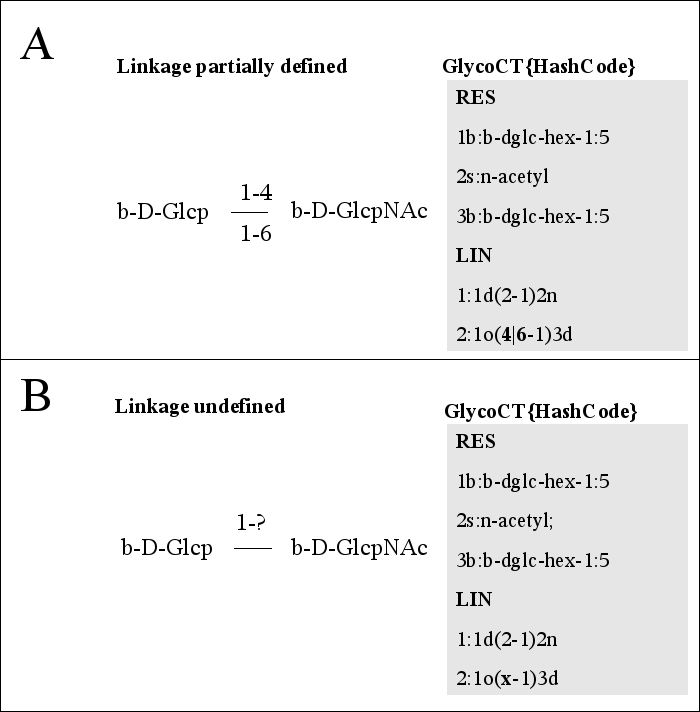 A
Linkage partially defined
GlycoCT{HashCode}
RES
1b:b-dglc-hex-1:5
2s:n-acetyl
3b:b-dglc-hex-1:5
LIN
1:1d(2-1)2n
2:1o(4|6-1)3d
1-4
b-D-Glcp
b-D-GlcpNAc
1-6
B
Linkage undefined
GlycoCT{HashCode}
RES
1b:b-dglc-hex-1:5
2s:n-acetyl;
3b:b-dglc-hex-1:5
LIN
1:1d(2-1)2n
2:1o(x-1)3d
1-?
b-D-Glcp
b-D-GlcpNAc